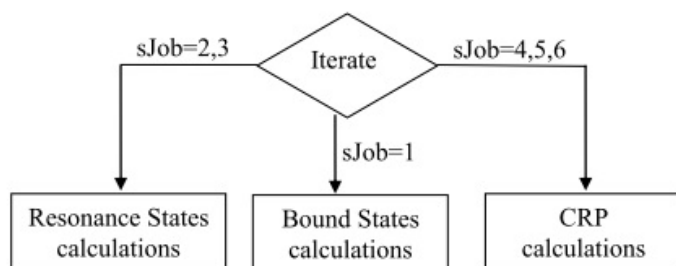 sJob=2,3
Iterate
sJob=4,5,6
sJob=1
Resonance States
calculations
Bound States
calculations
CRP
calculations